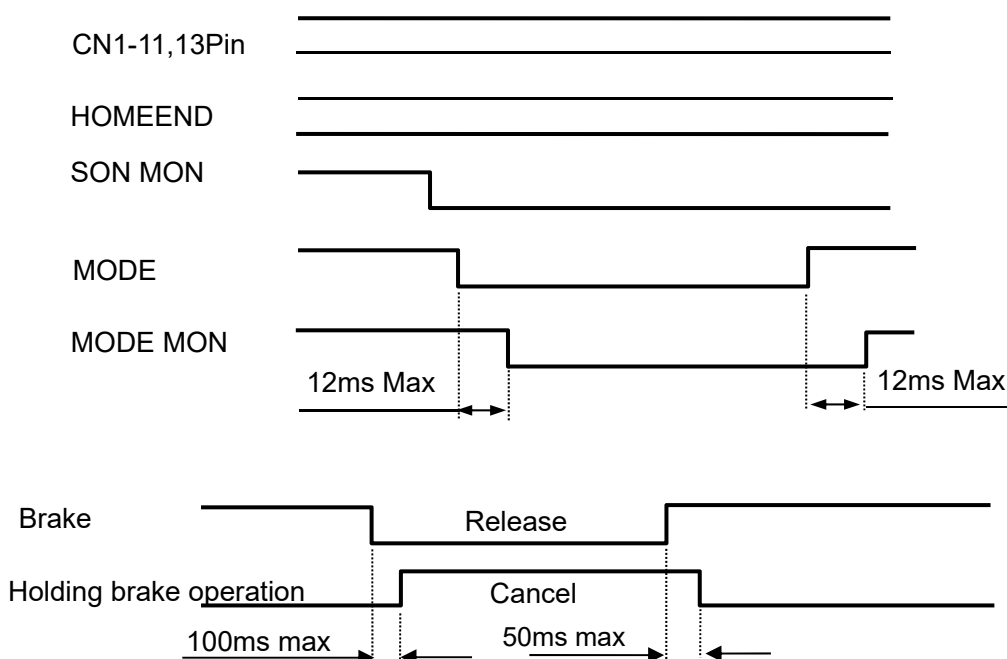 CN1-11,13Pin
HOMEEND
SON MON
MODE
MODE MON
12ms Max
12ms Max
Brake
Release
Holding brake operation
Cancel
100ms max
50ms max